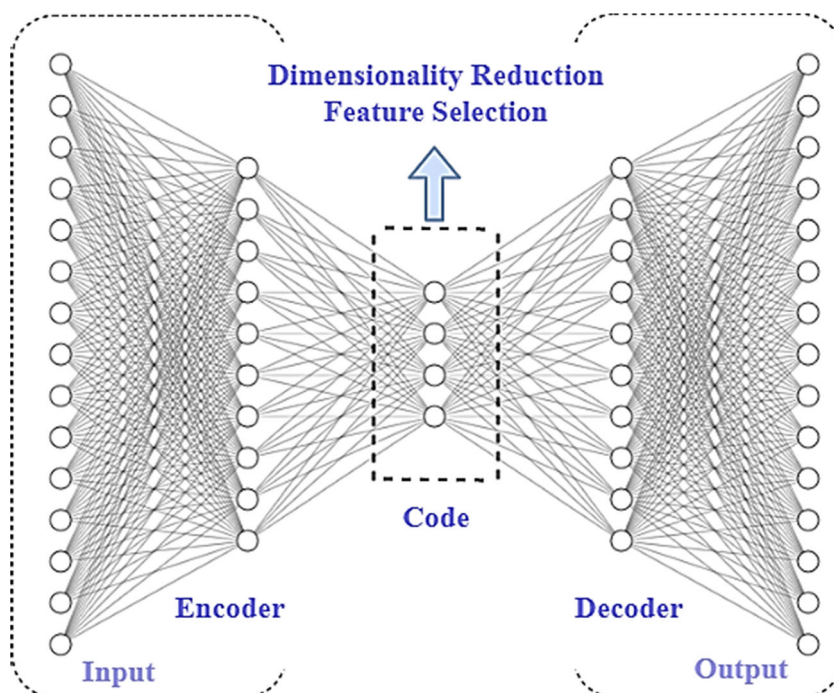 Dimensionality Reduction
Feature Selection
Code
Encoder
Decoder
Input
Output